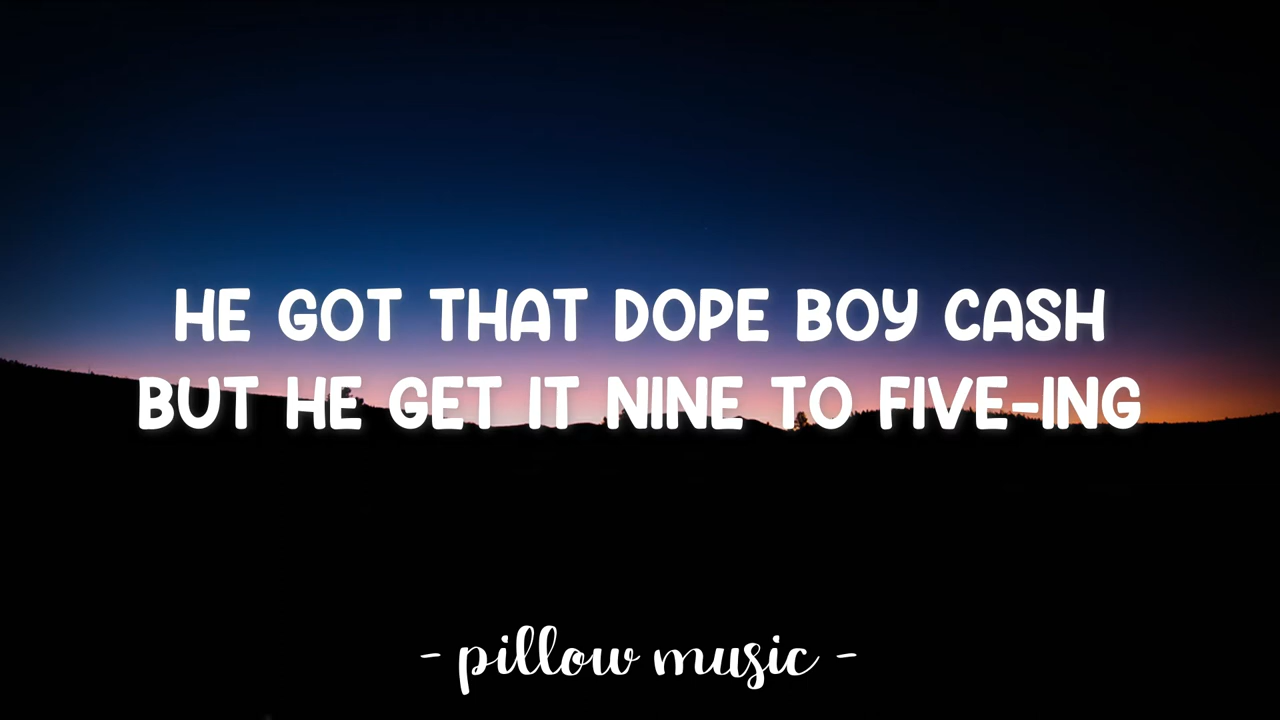 HE GOT THAT DOPE BOY CASH
BUT HE GET IT NINE TO FIVE-ING
- pillow music -